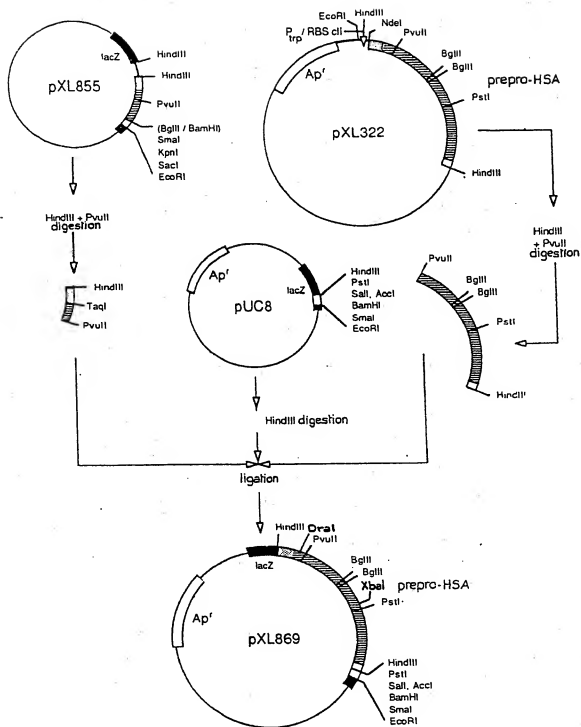 lacZ
HindIII
HindIII
PvuII
(BglII / BamHI)
SmaI
KpnI
SacI
EcoRI
pXL855
EcoRI
HindIII
Ptrp / RBS cII
NdeI
PvuII
BglII
BglII
PstI
HindIII
Apr
pXL322
prepro-HSA
HindIII + PvuII
digestion
HindIII
TaqI
PvuII
Apr
lacZ
pUC8
HindIII
PstI
SalI, AccI
BamHI
SmaI
EcoRI
HindIII
+ PvuII
digestion
PvuII
BglII
BglII
PstI
HindIII
HindIII digestion
ligation
HindIII
DraI
PvuII
lacZ
BglII
BglII
XbaI
prepro-HSA
PstI
Apr
pXL869
HindIII
PstI
SalI, AccI
BamHI
SmaI
EcoRI